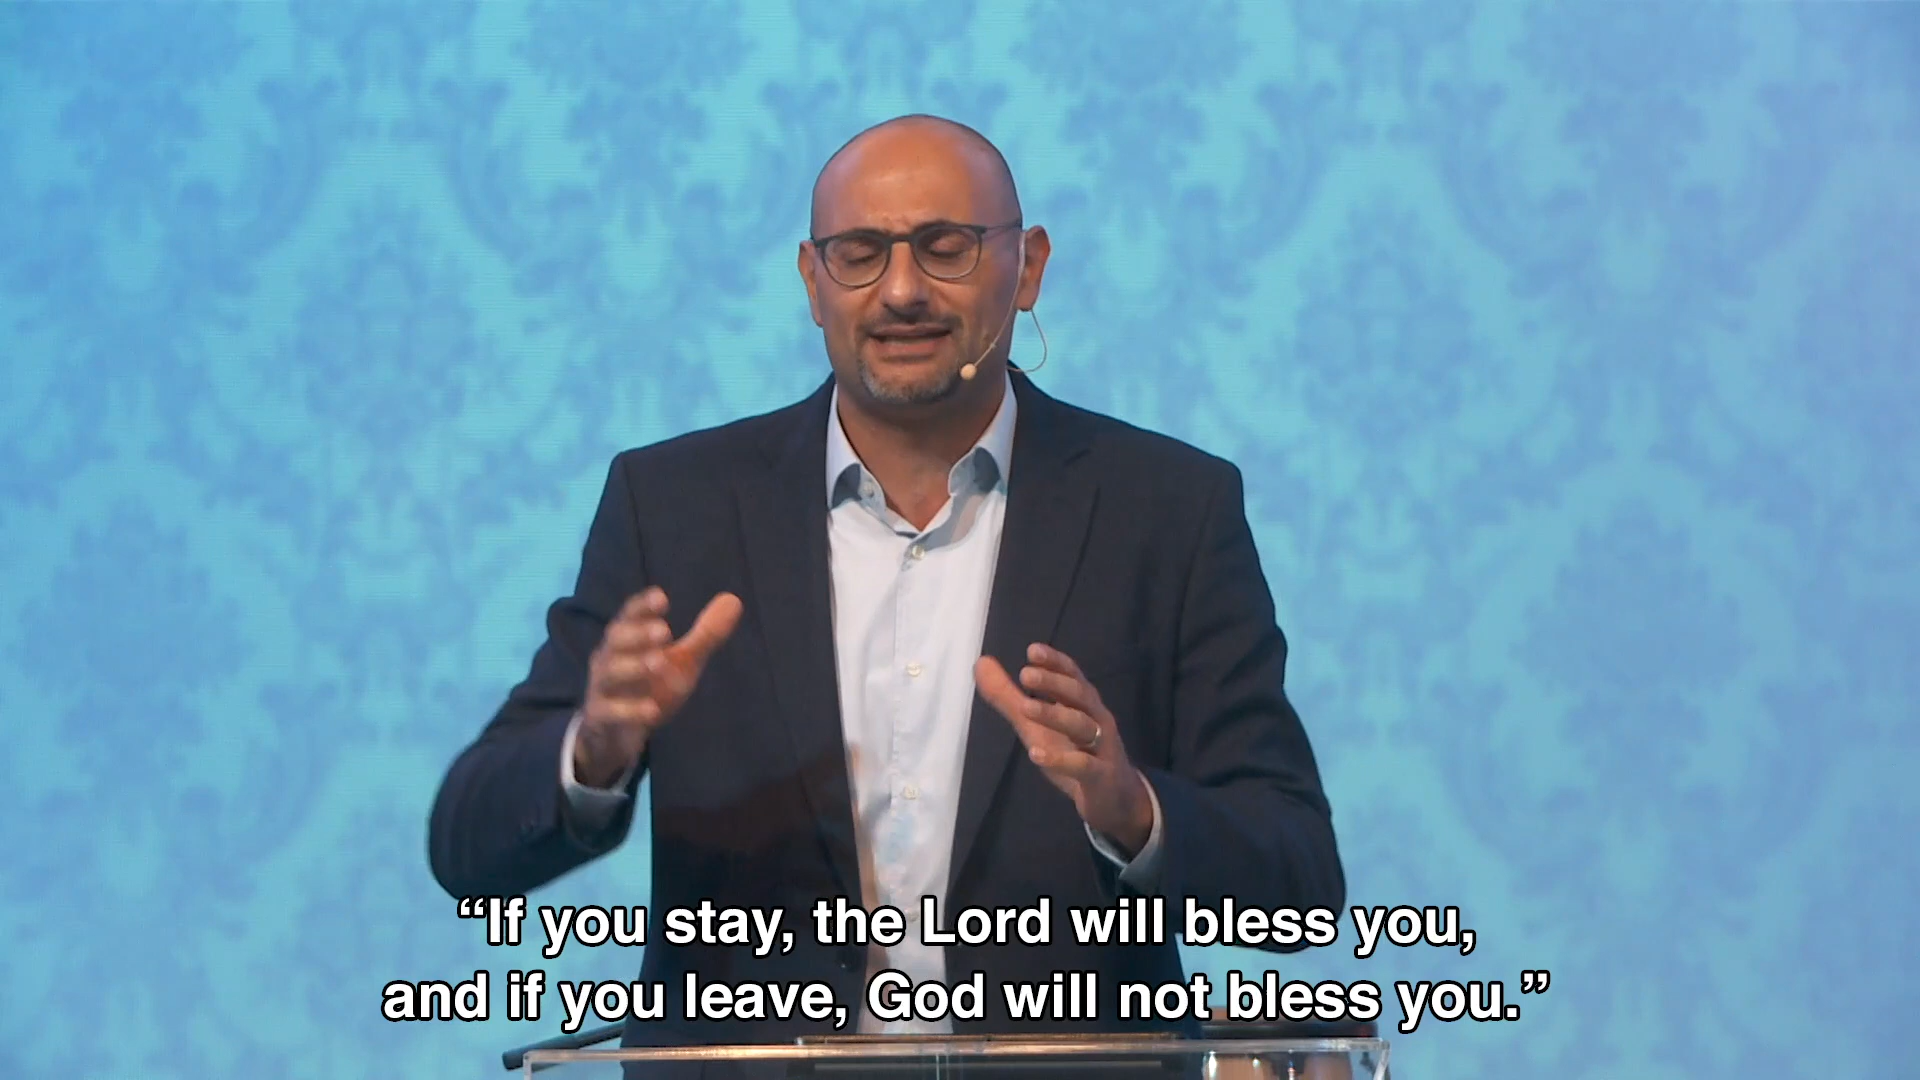 “If you stay, the Lord will bless you,
and if you leave, God will not bless you.”